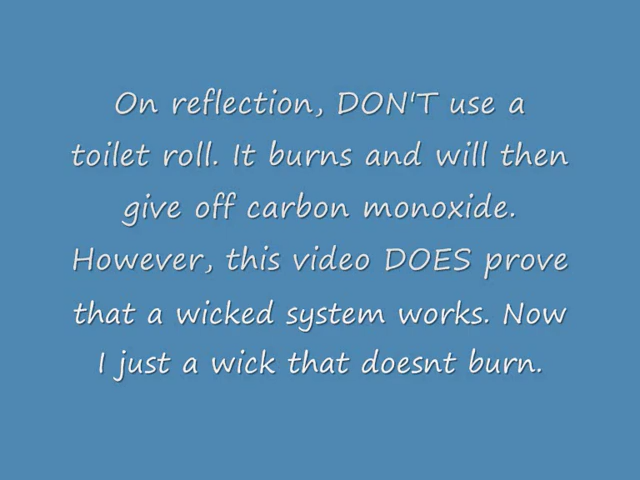 On reflection, DON'T use a
toilet roll. It burns and will then
give off carbon monoxide.
However, this video DOES prove
that a wicked system works. Now
I just a wick that doesnt burn.